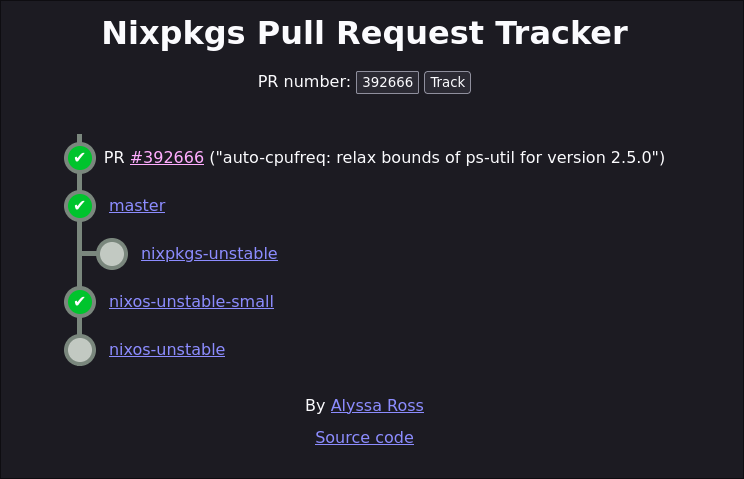 Nixpkgs Pull Request Tracker
PR number: 392666 Track
✔ PR #392666 ("auto-cpufreq: relax bounds of ps-util for version 2.5.0")
✔ master
nixpkgs-unstable
✔ nixos-unstable-small
nixos-unstable
By Alyssa Ross
Source code